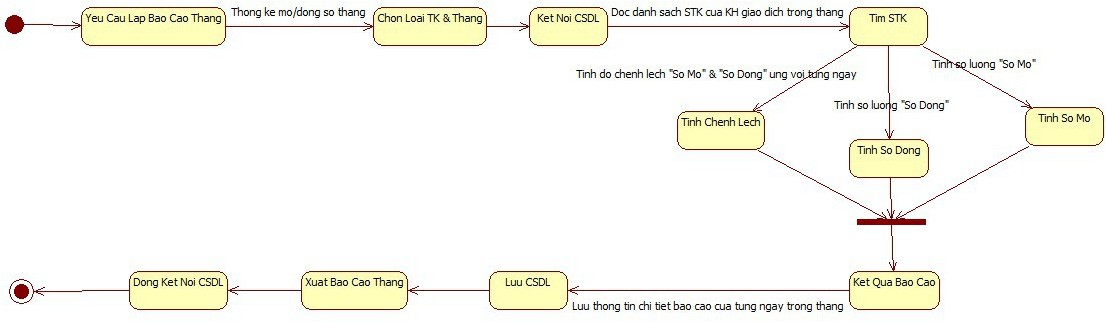 Yeu Cau Lap Bao Cao Thang
Thong ke mo/dong so thang
Chon Loai TK & Thang
Ket Noi CSDL
Doc danh sach STK cua KH giao dich trong thang
Tim STK
Tinh do chenh lech "So Mo" & "So Dong" ung voi tung ngay
Tinh so luong "So Dong"
Tinh so luong "So Mo"
Tinh Chenh Lech
Tinh So Dong
Tinh So Mo
Ket Qua Bao Cao
Luu thong tin chi tiet bao cao cua tung ngay trong thang
Luu CSDL
Xuat Bao Cao Thang
Dong Ket Noi CSDL